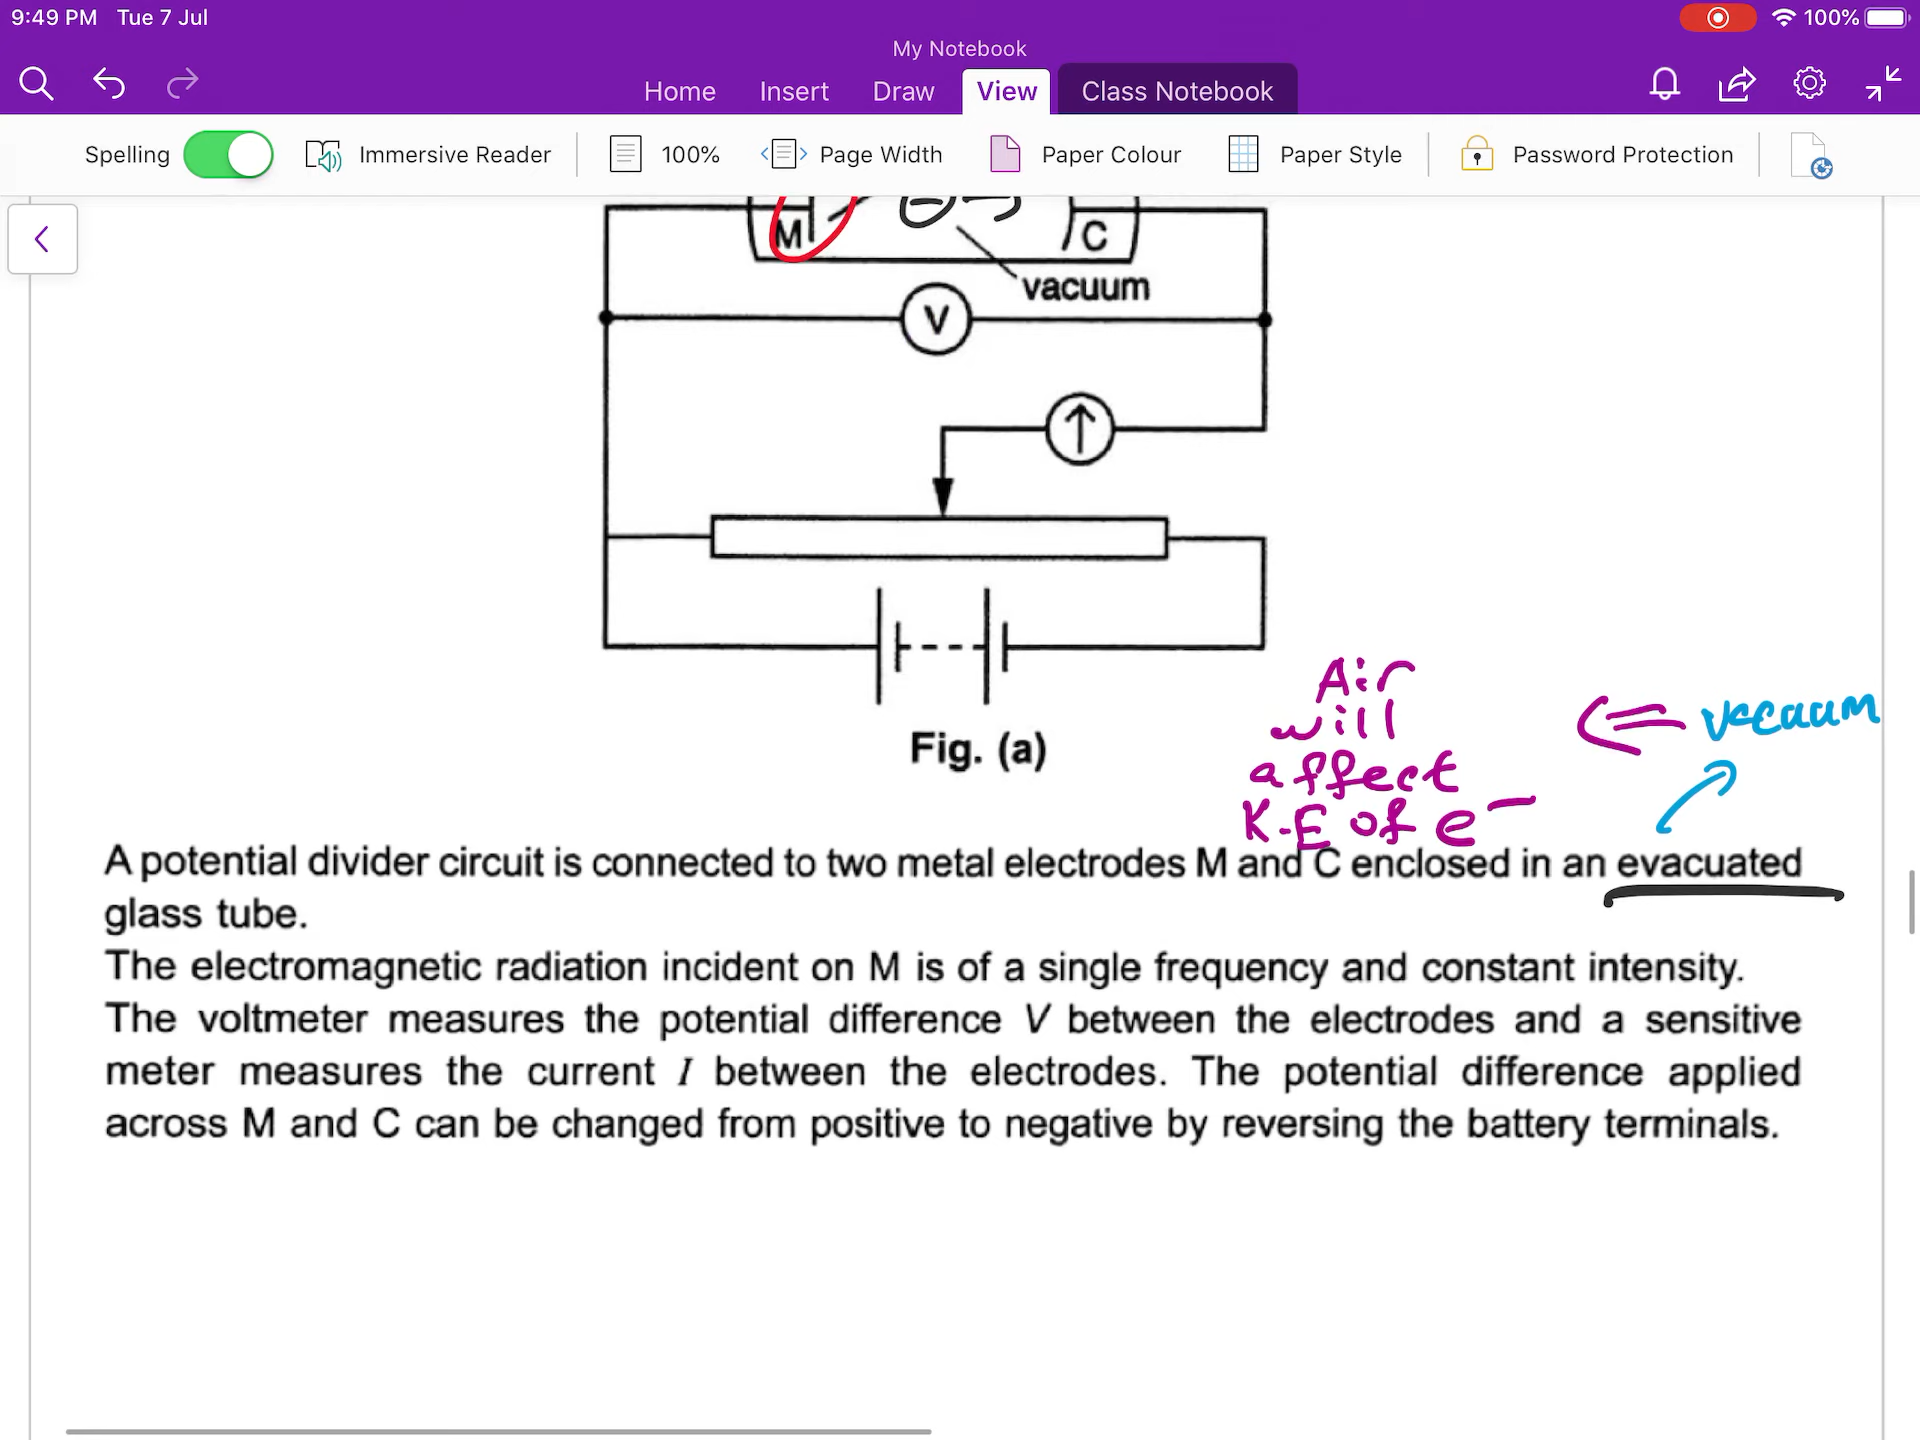 9:49 PM Tue 7 Jul
100%
My Notebook
Home Insert Draw View Class Notebook
Spelling Immersive Reader 100% Page Width Paper Colour Paper Style Password Protection
M
C
vacuum
V
Fig. (a)
Air
will
affect
K.E of e⁻
vacuum
A potential divider circuit is connected to two metal electrodes M and C enclosed in an evacuated
glass tube.
The electromagnetic radiation incident on M is of a single frequency and constant intensity.
The voltmeter measures the potential difference V between the electrodes and a sensitive
meter measures the current I between the electrodes. The potential difference applied
across M and C can be changed from positive to negative by reversing the battery terminals.